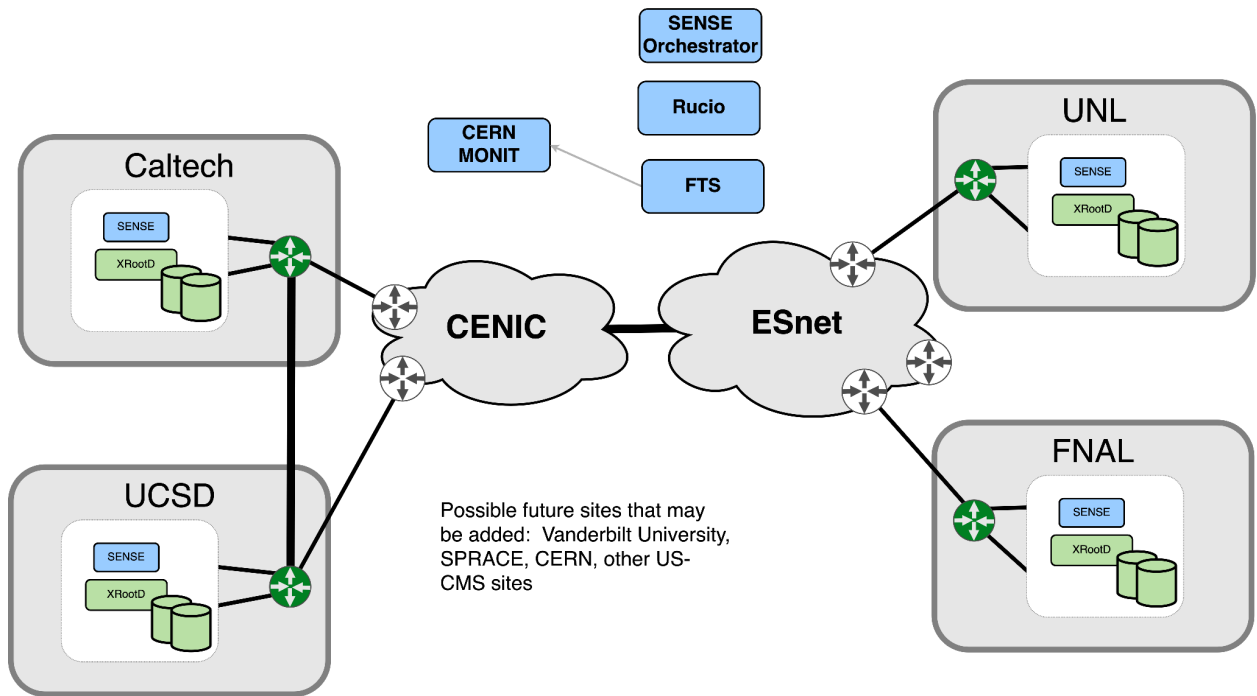 SENSE
Orchestrator
Rucio
CERN
MONIT
FTS
Caltech
SENSE
XRootD
UNL
SENSE
XRootD
CENIC
ESnet
UCSD
SENSE
XRootD
FNAL
SENSE
XRootD
Possible future sites that may
be added: Vanderbilt University,
SPRACE, CERN, other US-
CMS sites